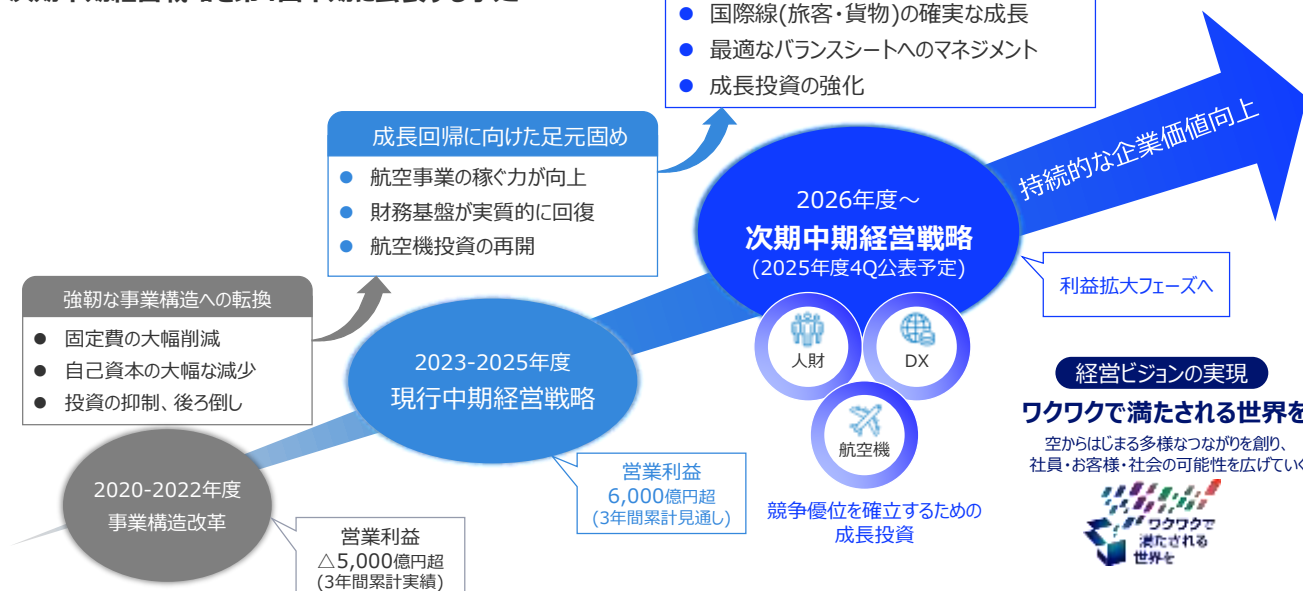 国際線(旅客・貨物)の確実な成長
最適なバランスシートへのマネジメント
成長投資の強化
成長回帰に向けた足元固め
航空事業の稼ぐ力が向上
財務基盤が実質的に回復
航空機投資の再開
強靭な事業構造への転換
固定費の大幅削減
自己資本の大幅な減少
投資の抑制、後ろ倒し
2020-2022年度
事業構造改革
営業利益
△5,000億円超
(3年間累計実績)
2023-2025年度
現行中期経営戦略
営業利益
6,000億円超
(3年間累計見通し)
2026年度～
次期中期経営戦略
(2025年度4Q公表予定)
人財
DX
航空機
競争優位を確立するための
成長投資
持続的な企業価値向上
利益拡大フェーズへ
経営ビジョンの実現
ワクワクで満たされる世界を
空からはじまる多様なつながりを創り、
社員・お客様・社会の可能性を広げていく
ワクワクで
満たされる
世界を